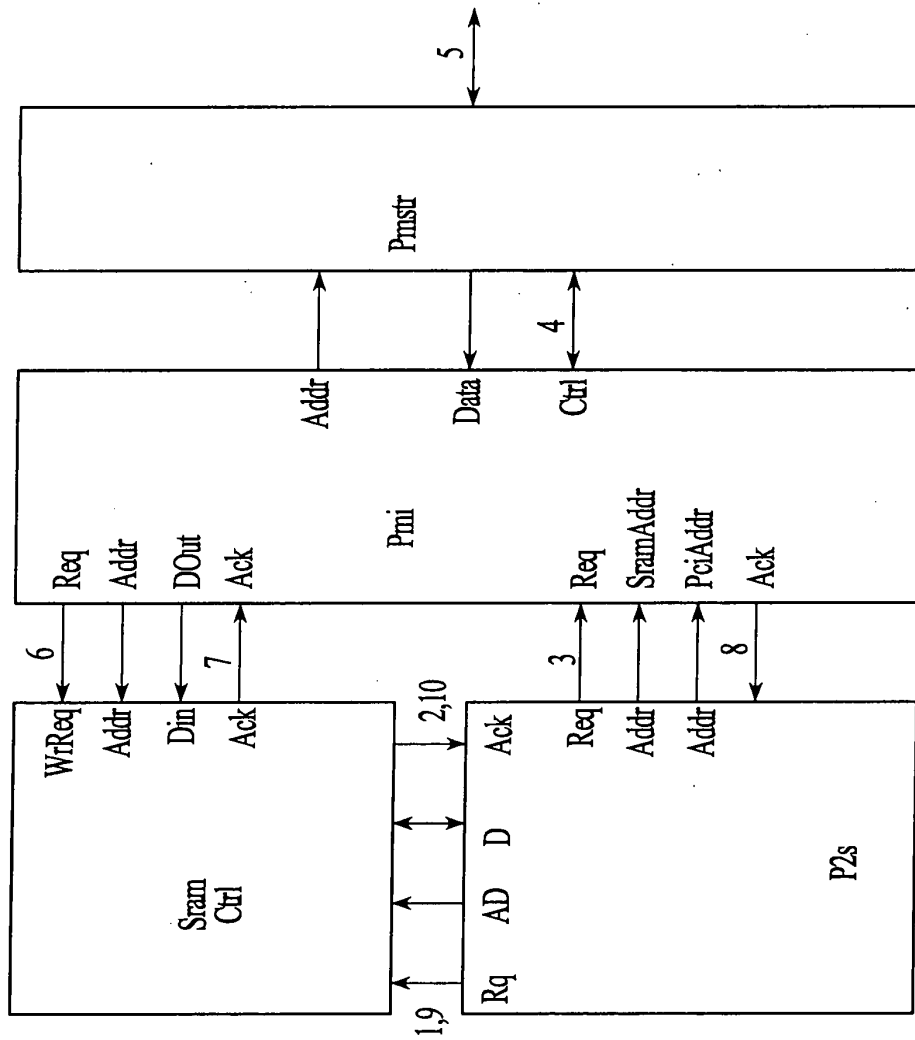 5
Pmstr
4
Addr
Data
Ctrl
Pmi
Req
Addr
DOut
Ack
Req
SramAddr
PciAddr
Ack
6
7
3
8
WrReq
Addr
Din
Ack
2,10
Ack
Req
Addr
Addr
D
Sram
Ctrl
AD
P2s
Rq
1,9